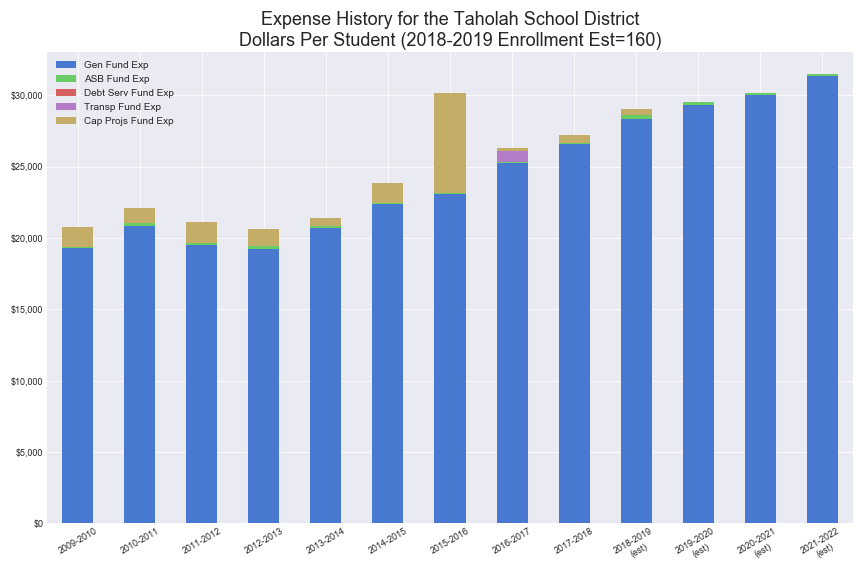 Expense History for the Taholah School District
Dollars Per Student (2018-2019 Enrollment Est=160)
Gen Fund Exp
ASB Fund Exp
Debt Serv Fund Exp
Transp Fund Exp
Cap Projs Fund Exp
$30,000
$25,000
$20,000
$15,000
$10,000
$5,000
$0
2009-2010
2010-2011
2011-2012
2012-2013
2013-2014
2014-2015
2015-2016
2016-2017
2017-2018
2018-2019
(est)
2019-2020
(est)
2020-2021
(est)
2021-2022
(est)